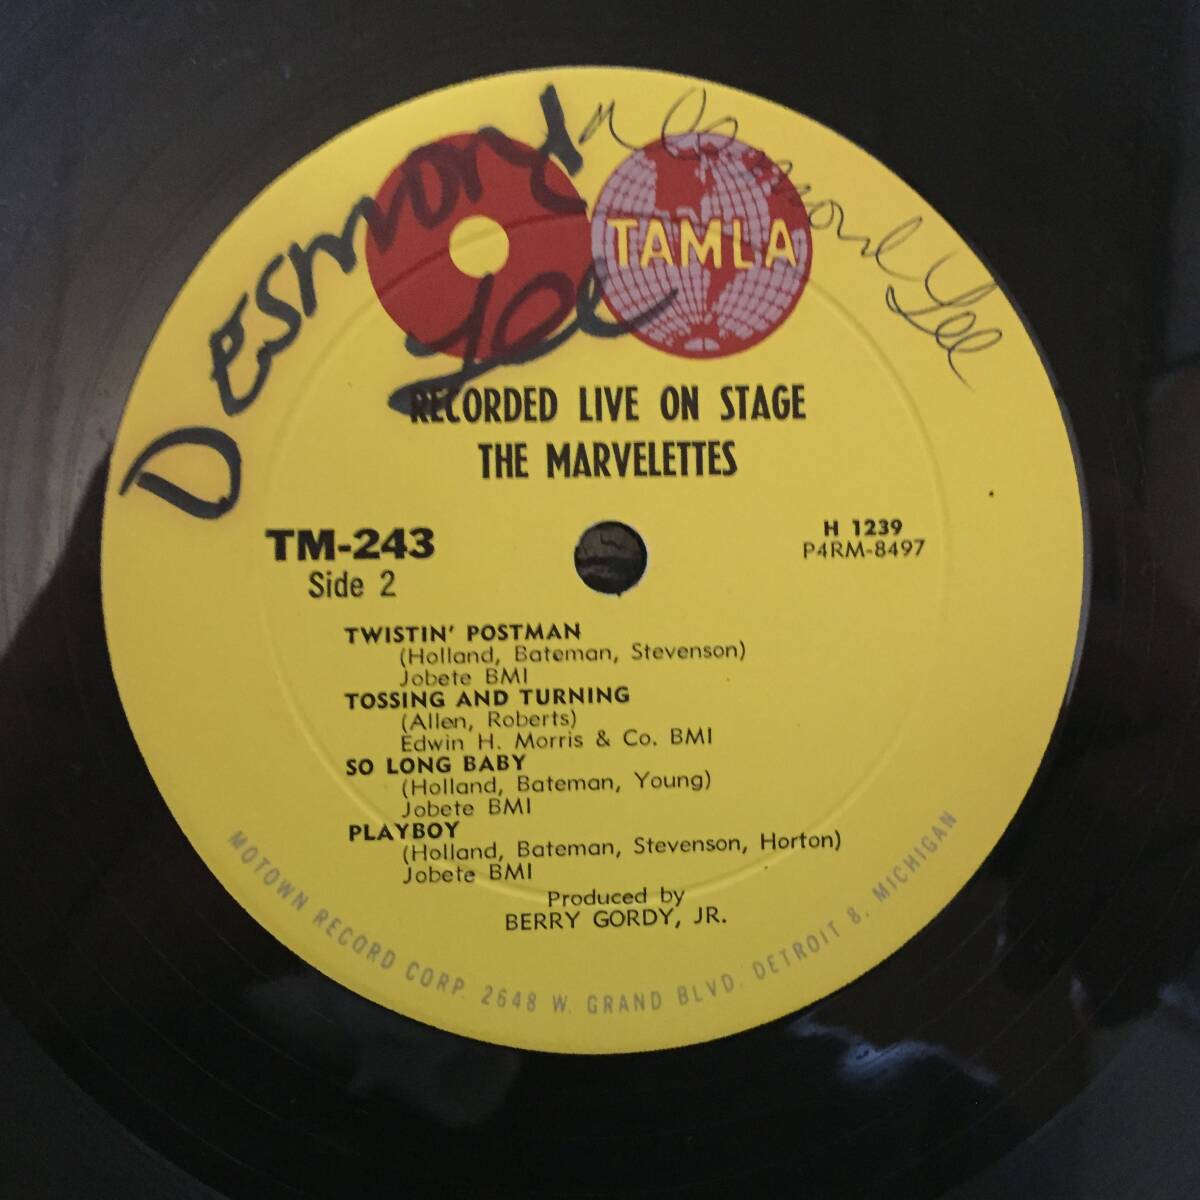 Desmond
Lee
Desmond Lee
TAMLA
RECORDED LIVE ON STAGE
THE MARVELETTES
TM-243
Side 2
H 1239
P4RM-8497
TWISTIN' POSTMAN
(Holland, Bateman, Stevenson)
Jobete BMI
TOSSING AND TURNING
(Allen, Roberts)
Edwin H. Morris & Co. BMI
SO LONG BABY
(Holland, Bateman, Young)
Jobete BMI
PLAYBOY
(Holland, Bateman, Stevenson, Horton)
Jobete BMI
Produced by
BERRY GORDY, JR.
MOTOWN RECORD CORP. 2648 W. GRAND BLVD. DETROIT 8, MICHIGAN